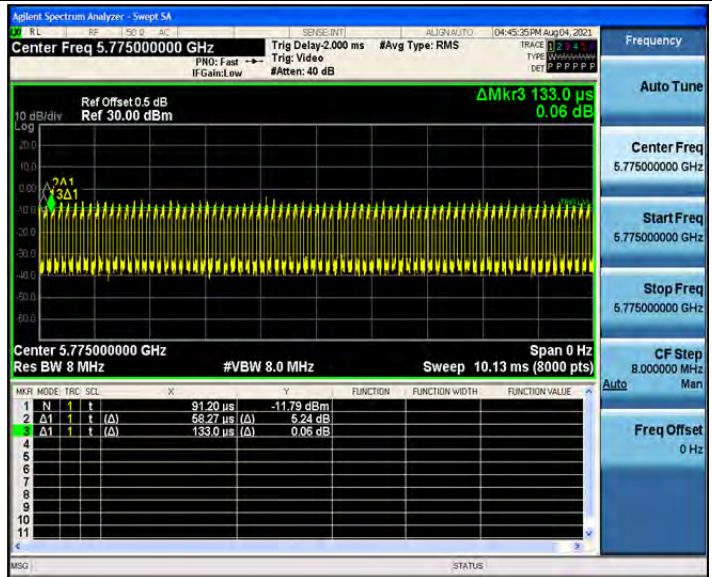 Agilent Spectrum Analyzer - Swept SA
RL RF 50 Ω AC SENSE:INT ALIGN AUTO 04:45:35 PM Aug 04, 2021
Center Freq 5.775000000 GHz
PNO: Fast
IFGain:Low
Trig Delay-2.000 ms
Trig: Video
#Atten: 40 dB
#Avg Type: RMS
TRACE 1 2 3 4 5 6
TYPE
DET P P P P P P
Frequency
Auto Tune
Center Freq
5.775000000 GHz
Start Freq
5.775000000 GHz
Stop Freq
5.775000000 GHz
CF Step
8.000000 MHz
Auto Man
Freq Offset
0 Hz
ΔMkr3 133.0 µs
0.06 dB
Ref Offset 0.5 dB
10 dB/div Ref 30.00 dBm
Log
20.0
10.0
0.00
-10.0
-20.0
-30.0
-40.0
-60.0
2Δ1
3Δ1
Center 5.775000000 GHz Span 0 Hz
Res BW 8 MHz #VBW 8.0 MHz Sweep 10.13 ms (8000 pts)
MKR MODE TRC SCL X Y FUNCTION FUNCTION WIDTH FUNCTION VALUE
1 N 1 t 91.20 µs -11.79 dBm
2 Δ1 1 t (Δ) 58.27 µs (Δ) 5.24 dB
3 Δ1 1 t (Δ) 133.0 µs (Δ) 0.06 dB
4
5
6
7
8
9
10
11
MSG STATUS